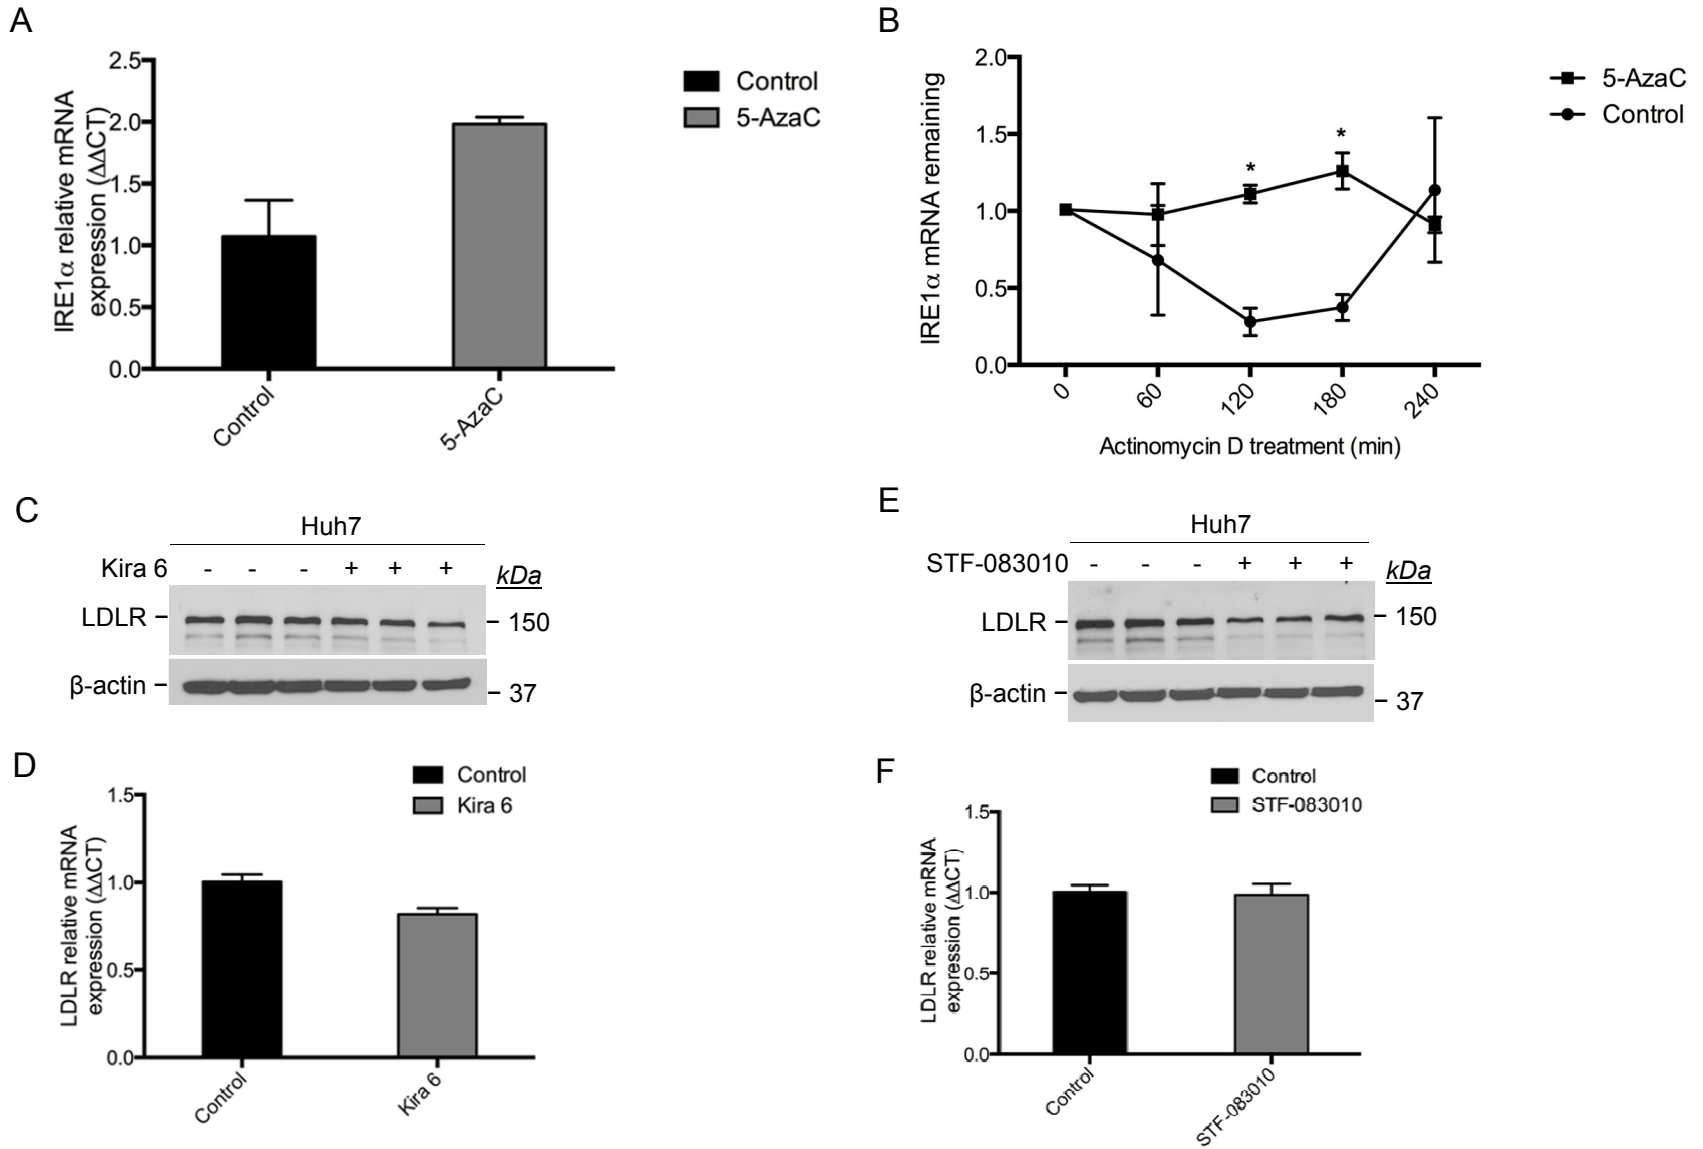 A
IRE1α relative mRNA
expression (ΔΔCT)
2.5
2.0
1.5
1.0
0.5
0.0
Control
5-AzaC
Control
5-AzaC
B
IRE1α mRNA remaining
2.0
1.5
1.0
0.5
0.0
*
*
0
60
120
180
240
Actinomycin D treatment (min)
5-AzaC
Control
C
Huh7
Kira 6 - - - + + + kDa
LDLR – – 150
β-actin – – 37
E
Huh7
STF-083010 - - - + + + kDa
LDLR – – 150
β-actin – – 37
D
Control
Kira 6
LDLR relative mRNA
expression (ΔΔCT)
1.5
1.0
0.5
0.0
Control
Kira 6
F
Control
STF-083010
LDLR relative mRNA
expression (ΔΔCT)
1.5
1.0
0.5
0.0
Control
STF-083010